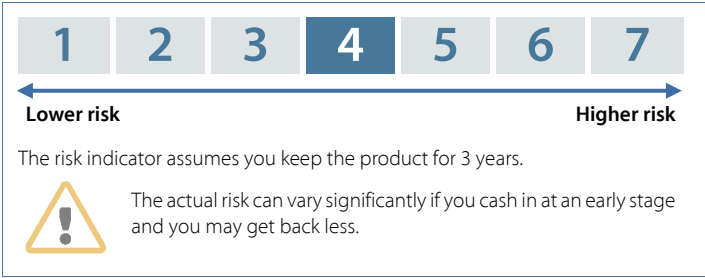 1 2 3 4 5 6 7
Lower risk Higher risk
The risk indicator assumes you keep the product for 3 years.
The actual risk can vary significantly if you cash in at an early stage
and you may get back less.